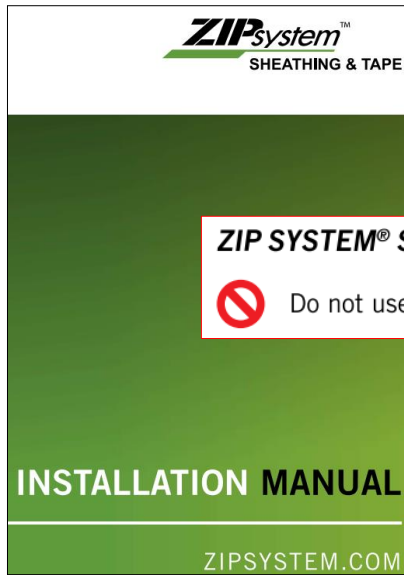 ZIPsystem™
SHEATHING & TAPE
ZIP SYSTEM® S
Do not use
INSTALLATION MANUAL
ZIPSYSTEM.COM